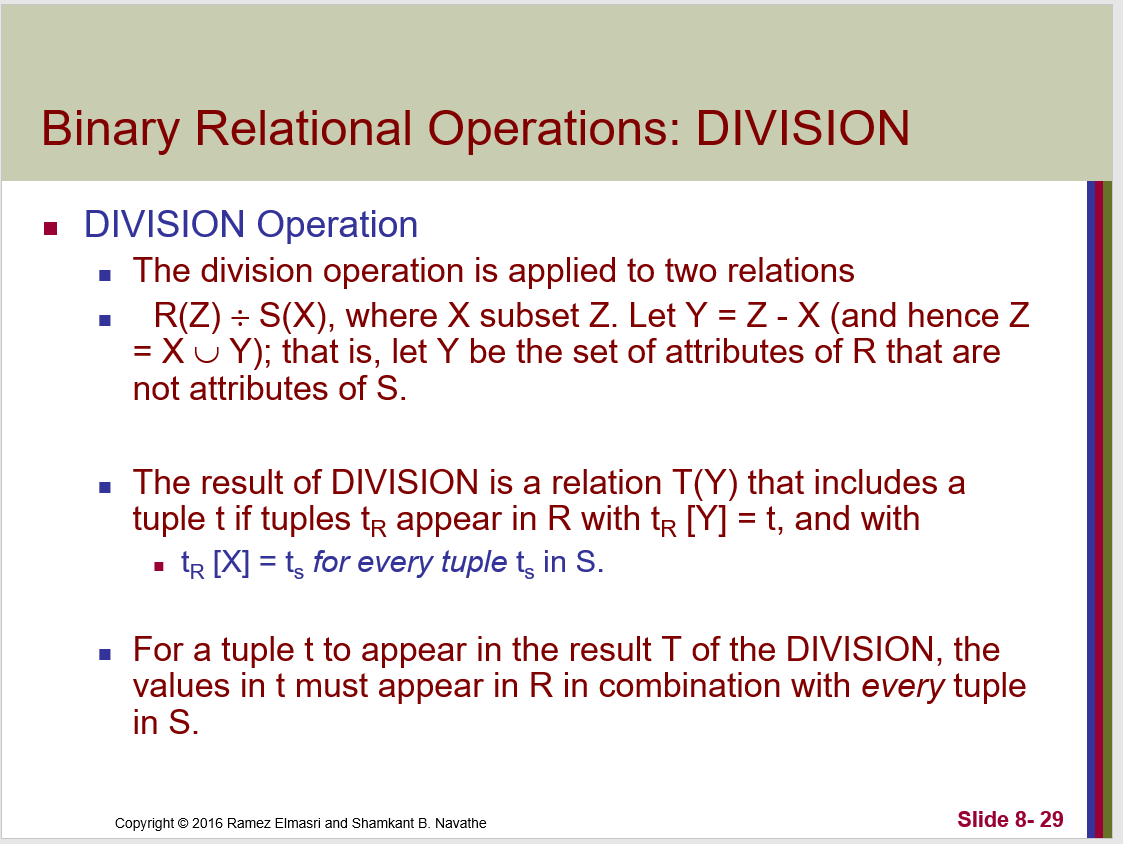 Binary Relational Operations: DIVISION
DIVISION Operation
The division operation is applied to two relations
R(Z) ÷ S(X), where X subset Z. Let Y = Z - X (and hence Z
= X ∪ Y); that is, let Y be the set of attributes of R that are
not attributes of S.
The result of DIVISION is a relation T(Y) that includes a
tuple t if tuples tR appear in R with tR [Y] = t, and with
tR [X] = ts for every tuple ts in S.
For a tuple t to appear in the result T of the DIVISION, the
values in t must appear in R in combination with every tuple
in S.
Copyright © 2016 Ramez Elmasri and Shamkant B. Navathe
Slide 8- 29